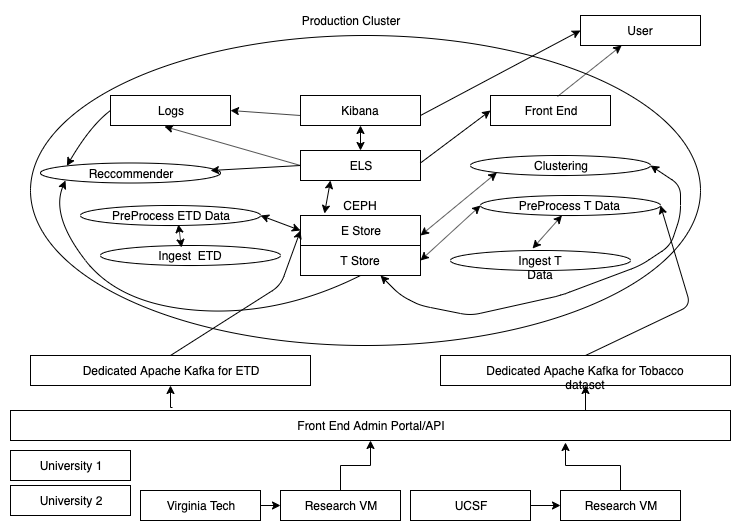 Production Cluster
User
Logs
Kibana
Front End
ELS
Clustering
Reccommender
CEPH
PreProcess ETD Data
E Store
PreProcess T Data
Ingest ETD
T Store
Ingest T
Data
Dedicated Apache Kafka for ETD
Dedicated Apache Kafka for Tobacco
dataset
Front End Admin Portal/API
University 1
University 2
Virginia Tech
Research VM
UCSF
Research VM